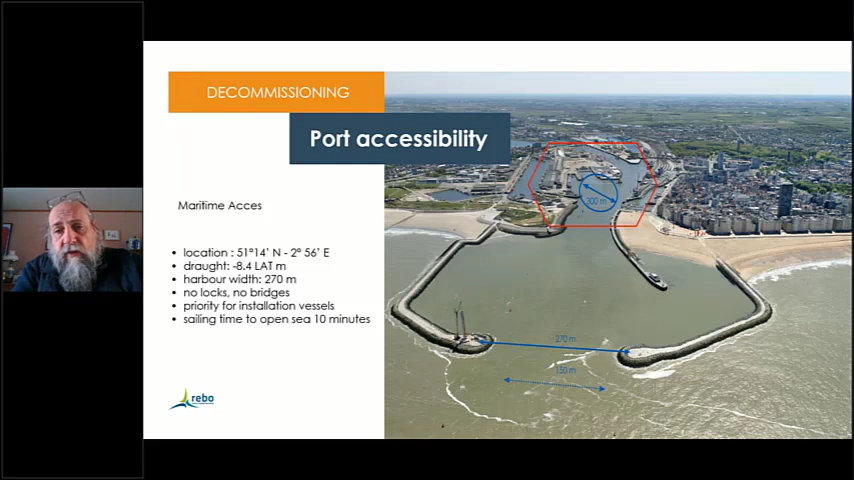 DECOMMISSIONING
Port accessibility
Maritime Acces
• location : 51°14' N - 2° 56' E
• draught: -8.4 LAT m
• harbour width: 270 m
• no locks, no bridges
• priority for installation vessels
• sailing time to open sea 10 minutes
300 m
270 m
150 m
rebo